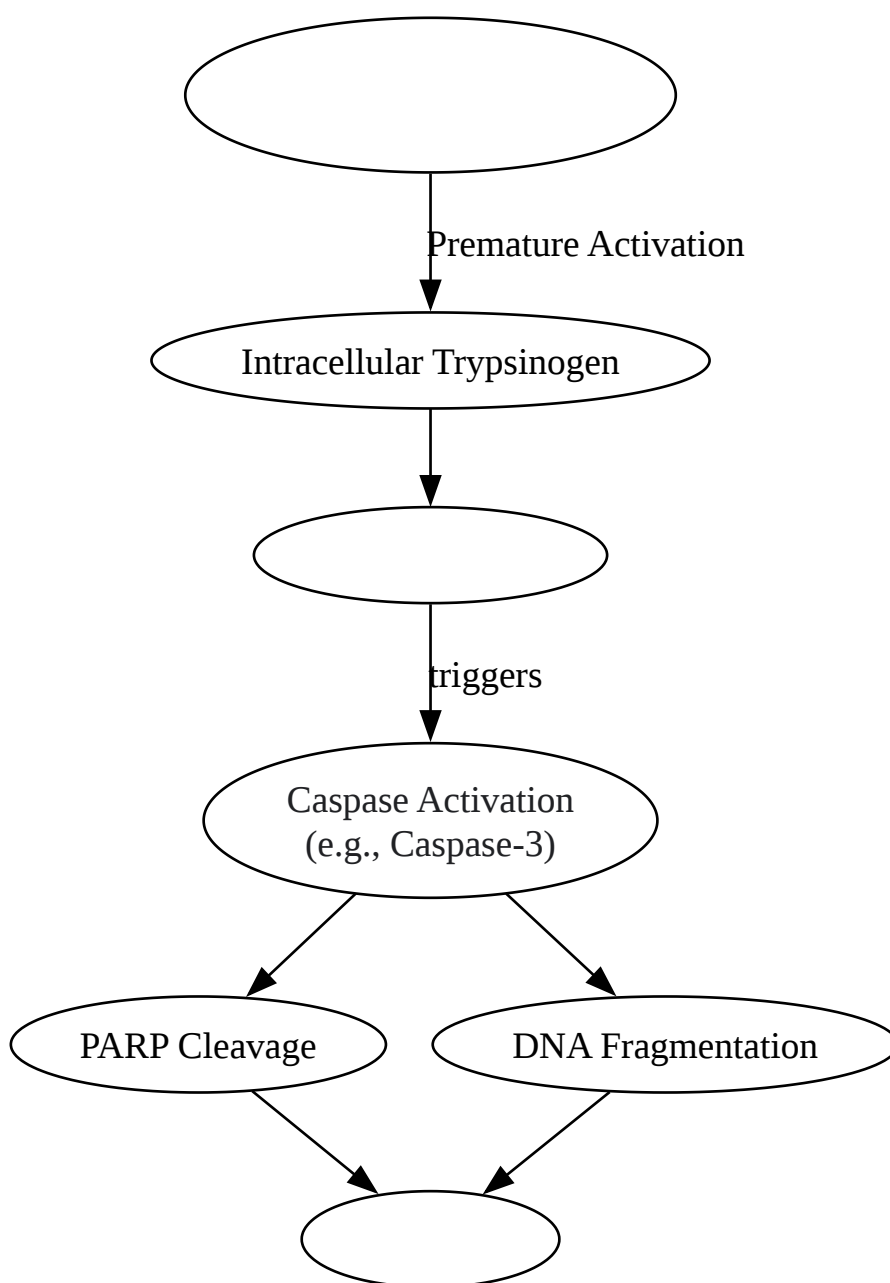 Premature Activation
Intracellular Trypsinogen
triggers
Caspase Activation
(e.g., Caspase-3)
PARP Cleavage
DNA Fragmentation